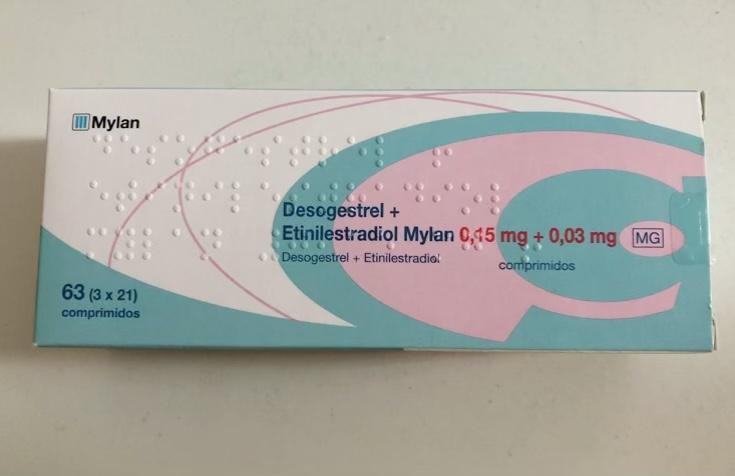 Mylan
Desogestrel +
Etinilestradiol Mylan 0,15 mg + 0,03 mg MG
Desogestrel + Etinilestradiol
comprimidos
63 (3 x 21)
comprimidos